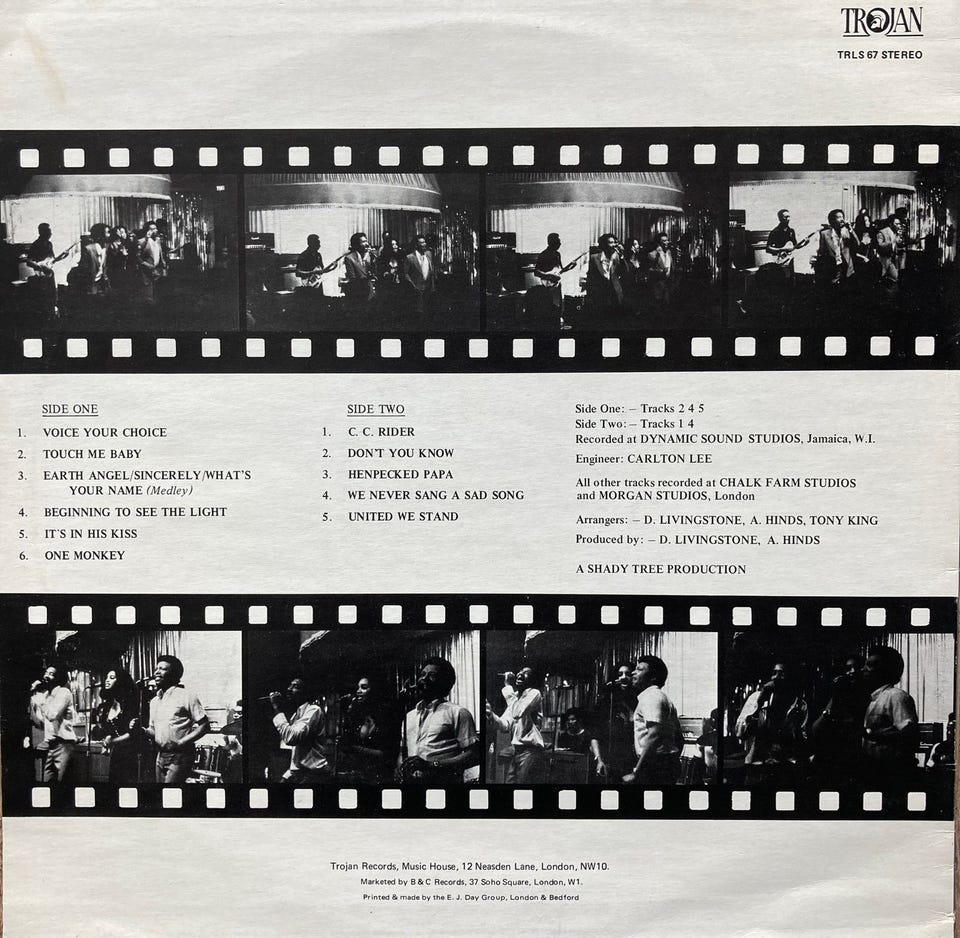 TROJAN
TRLS 67 STEREO
SIDE ONE
1. VOICE YOUR CHOICE
2. TOUCH ME BABY
3. EARTH ANGEL/SINCERELY/WHAT'S
YOUR NAME (Medley)
4. BEGINNING TO SEE THE LIGHT
5. IT'S IN HIS KISS
6. ONE MONKEY
SIDE TWO
1. C. C. RIDER
2. DON'T YOU KNOW
3. HENPECKED PAPA
4. WE NEVER SANG A SAD SONG
5. UNITED WE STAND
Side One: – Tracks 2 4 5
Side Two: – Tracks 1 4
Recorded at DYNAMIC SOUND STUDIOS, Jamaica, W.I.
Engineer: CARLTON LEE
All other tracks recorded at CHALK FARM STUDIOS
and MORGAN STUDIOS, London
Arrangers: – D. LIVINGSTONE, A. HINDS, TONY KING
Produced by: – D. LIVINGSTONE, A. HINDS
A SHADY TREE PRODUCTION
Trojan Records, Music House, 12 Neasden Lane, London, NW10.
Marketed by B & C Records, 37 Soho Square, London, W1.
Printed & made by the E. J. Day Group, London & Bedford